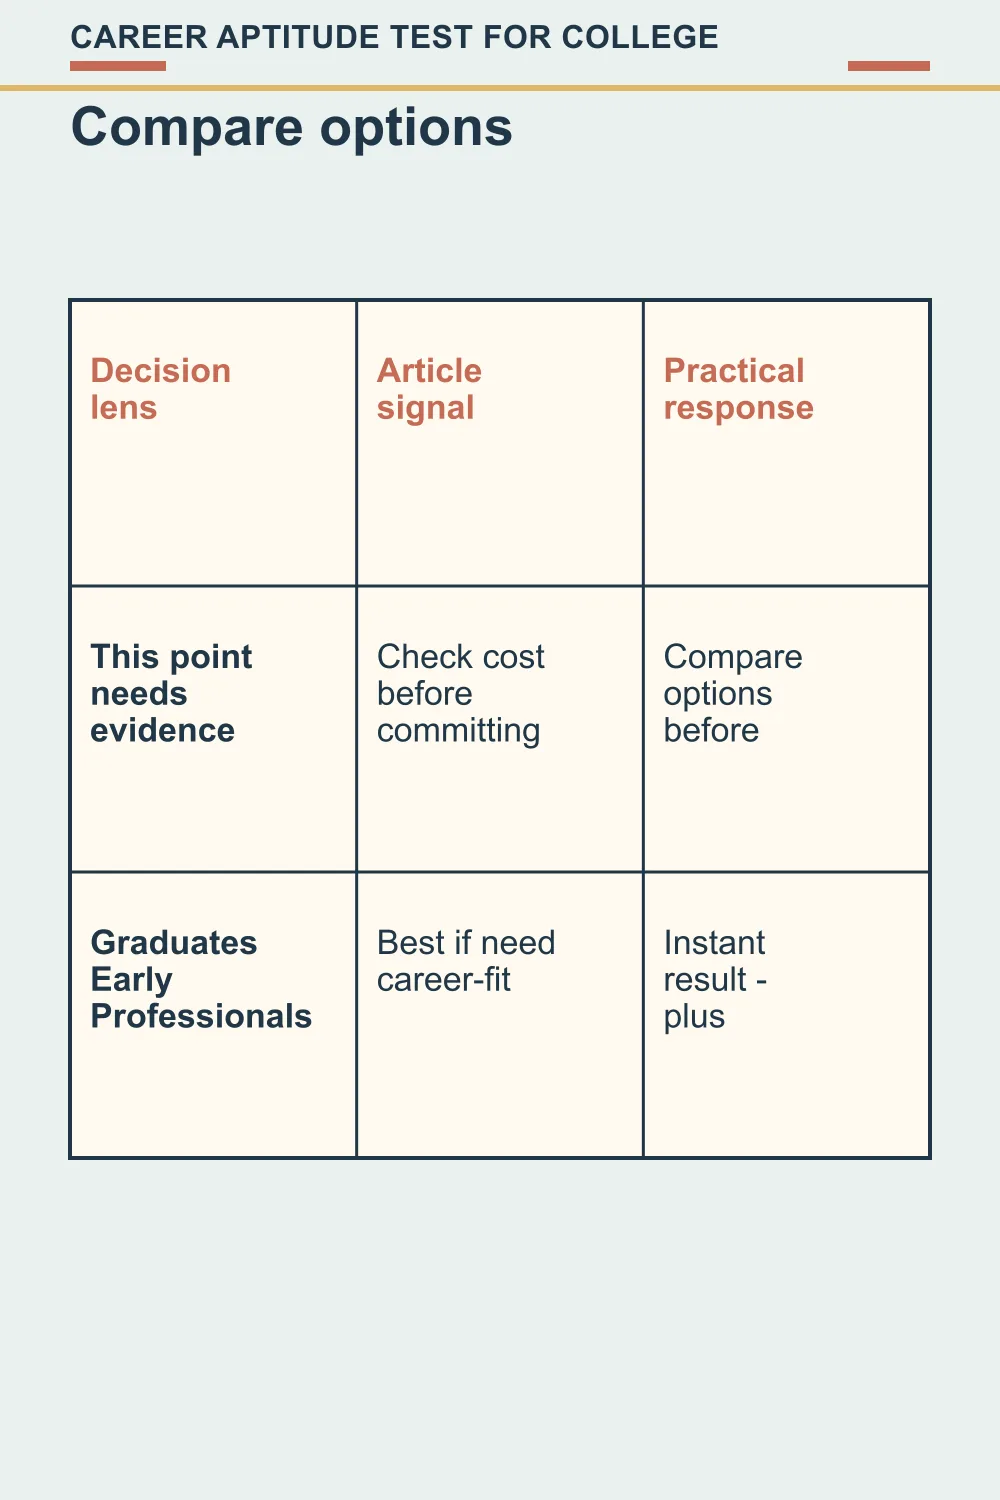 CAREER APTITUDE TEST FOR COLLEGE
Compare options
Decision
lens
Article
signal
Practical
response
This point
needs
evidence
Check cost
before
committing
Compare
options
before
Graduates
Early
Professionals
Best if need
career-fit
Instant
result -
plus